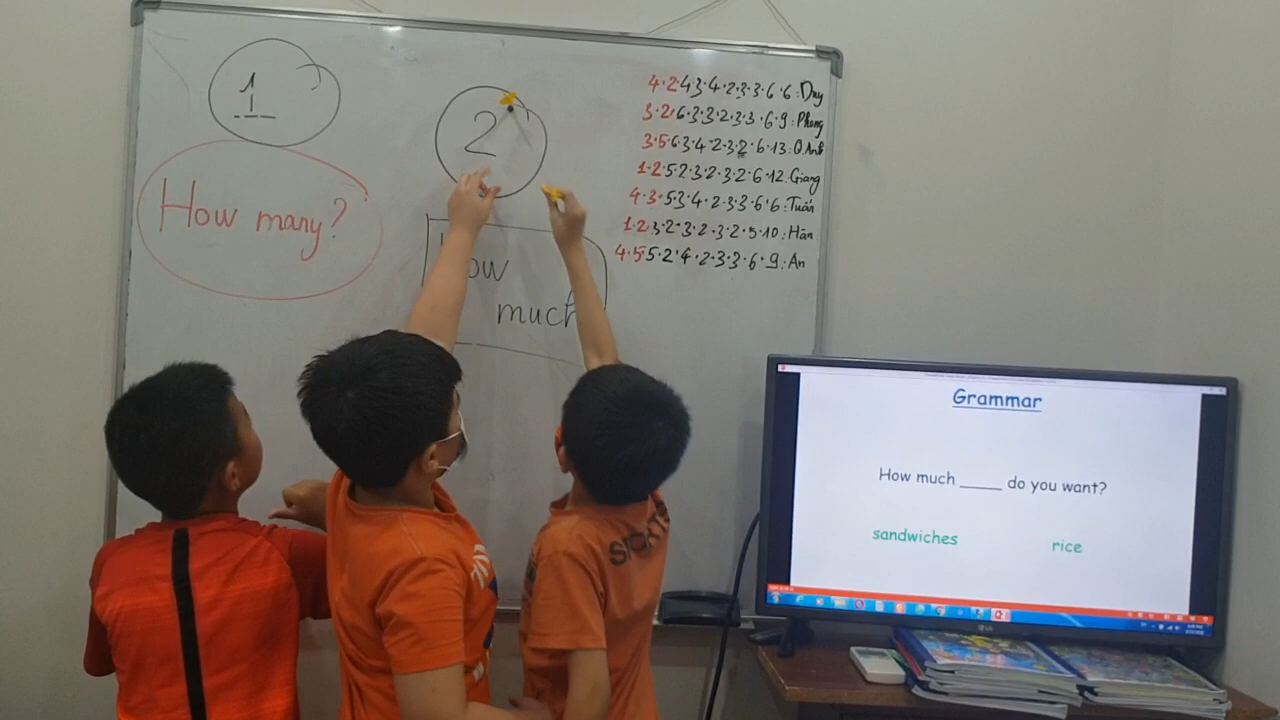 1
How many?
2
ow
much
4.2.4.3.4.2.3.3.6.6:Duy
3.2.6.3.3.2.3.3.6.9:Phong
3.5.6.3.4.2.3.2.6.13:Q.Anh
1.2.5.2.3.2.3.2.6.12:Giang
4.3.5.3.4.2.3.3.6.6:Tuấn
1.2.3.2.3.2.3.2.5.10:Hân
4.5.5.2.4.2.3.3.6.9:An
Grammar
How much _____ do you want?
sandwiches rice
LG